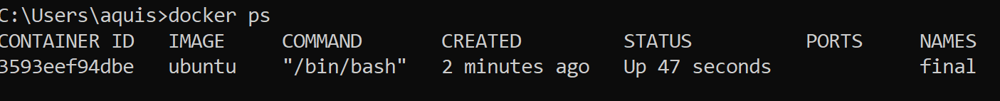 C:\Users\aquis>docker ps
CONTAINER ID   IMAGE     COMMAND       CREATED         STATUS          PORTS     NAMES
3593eef94dbe   ubuntu    "/bin/bash"   2 minutes ago   Up 47 seconds             final